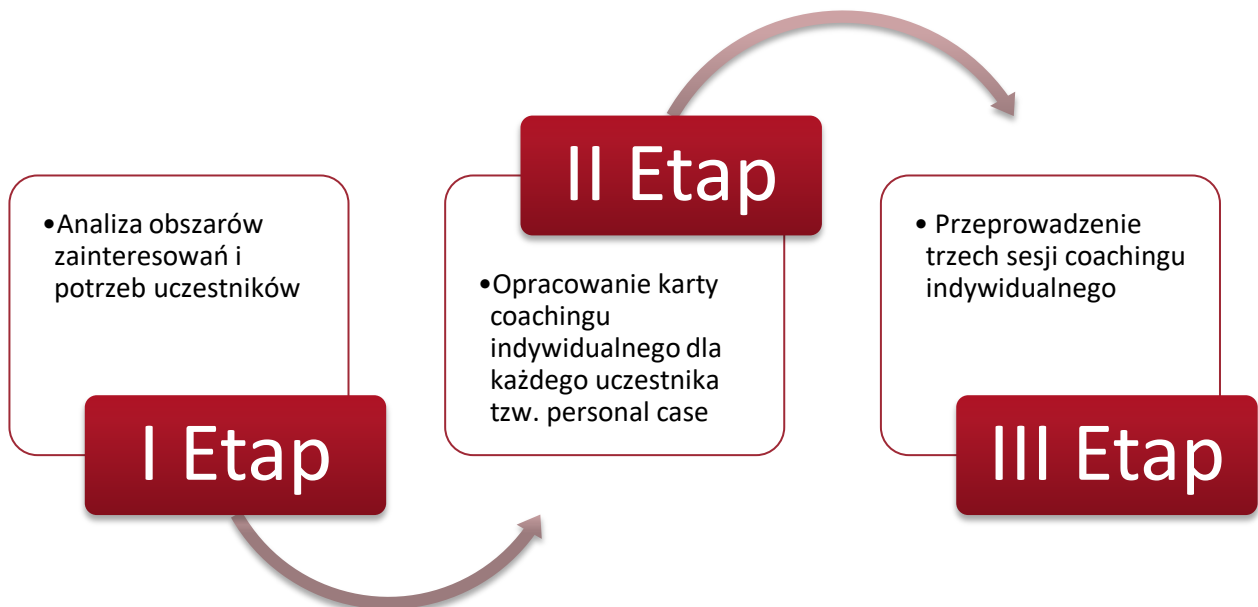 •Analiza obszarów
zainteresowań i
potrzeb uczestników
I Etap
II Etap
•Opracowanie karty
coachingu
indywidualnego dla
każdego uczestnika
tzw. personal case
• Przeprowadzenie
trzech sesji coachingu
indywidualnego
III Etap